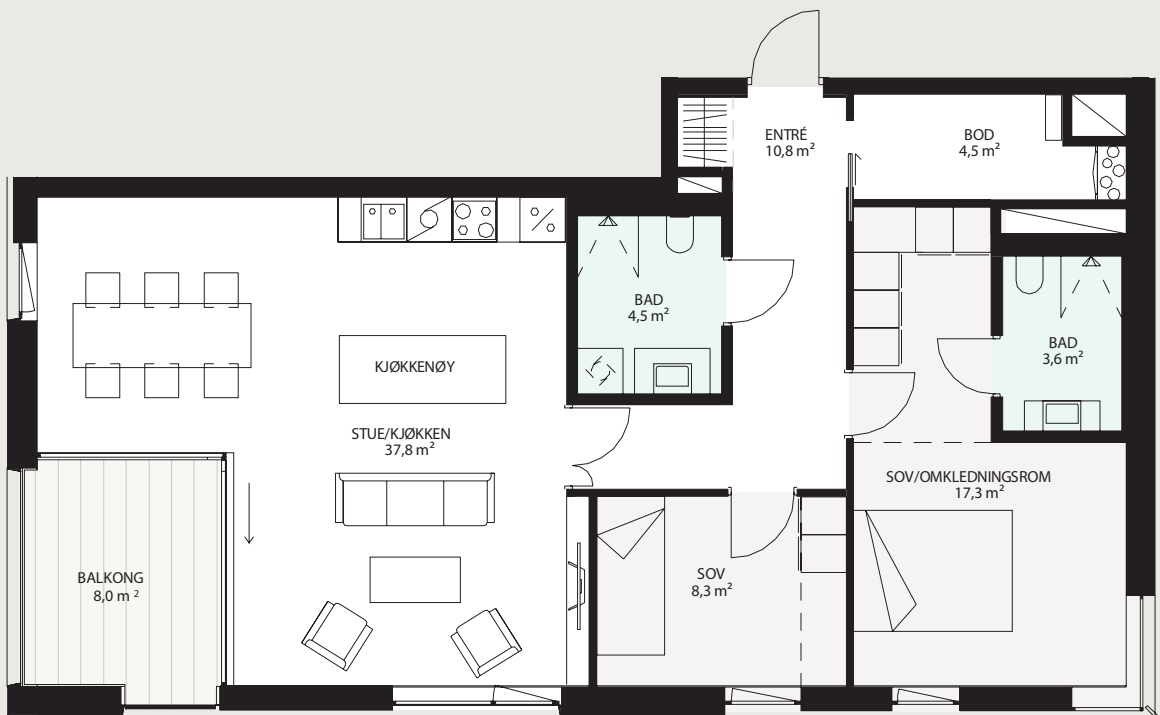 ENTRÉ
10,8 m²
BOD
4,5 m²
BAD
4,5 m²
BAD
3,6 m²
KJØKKENØY
STUE/KJØKKEN
37,8 m²
SOV/OMKLEDNINGSROM
17,3 m²
BALKONG
8,0 m ²
SOV
8,3 m²